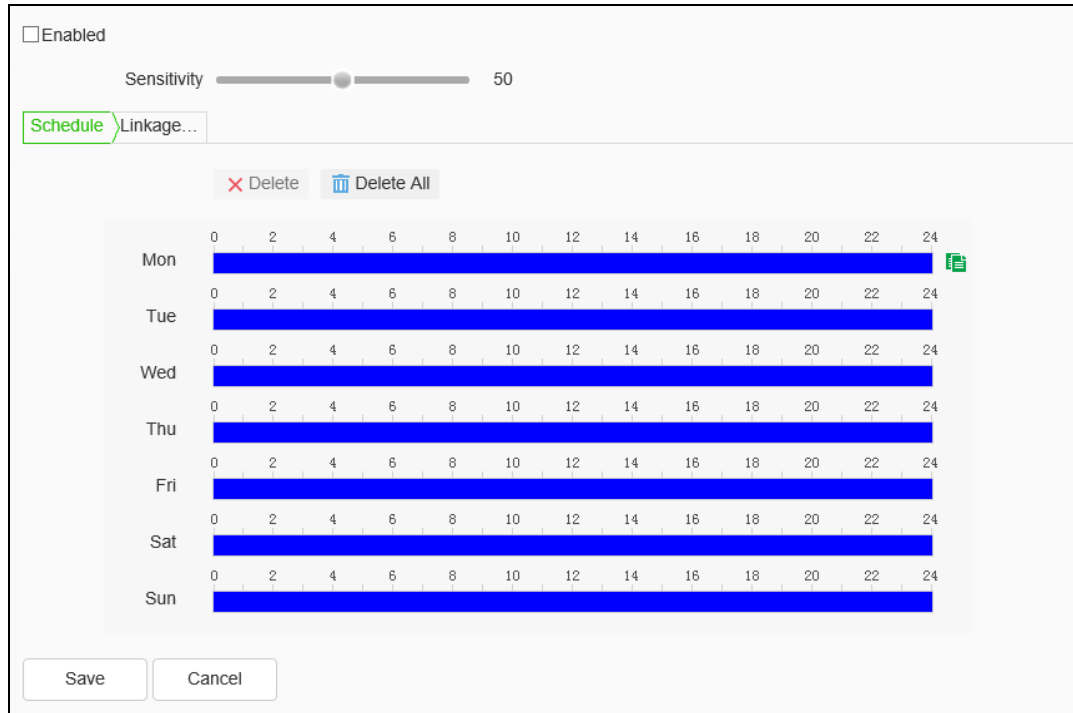 Enabled
Sensitivity 50
Schedule Linkage...
Delete Delete All
0 2 4 6 8 10 12 14 16 18 20 22 24
Mon
0 2 4 6 8 10 12 14 16 18 20 22 24
Tue
0 2 4 6 8 10 12 14 16 18 20 22 24
Wed
0 2 4 6 8 10 12 14 16 18 20 22 24
Thu
0 2 4 6 8 10 12 14 16 18 20 22 24
Fri
0 2 4 6 8 10 12 14 16 18 20 22 24
Sat
0 2 4 6 8 10 12 14 16 18 20 22 24
Sun
Save Cancel